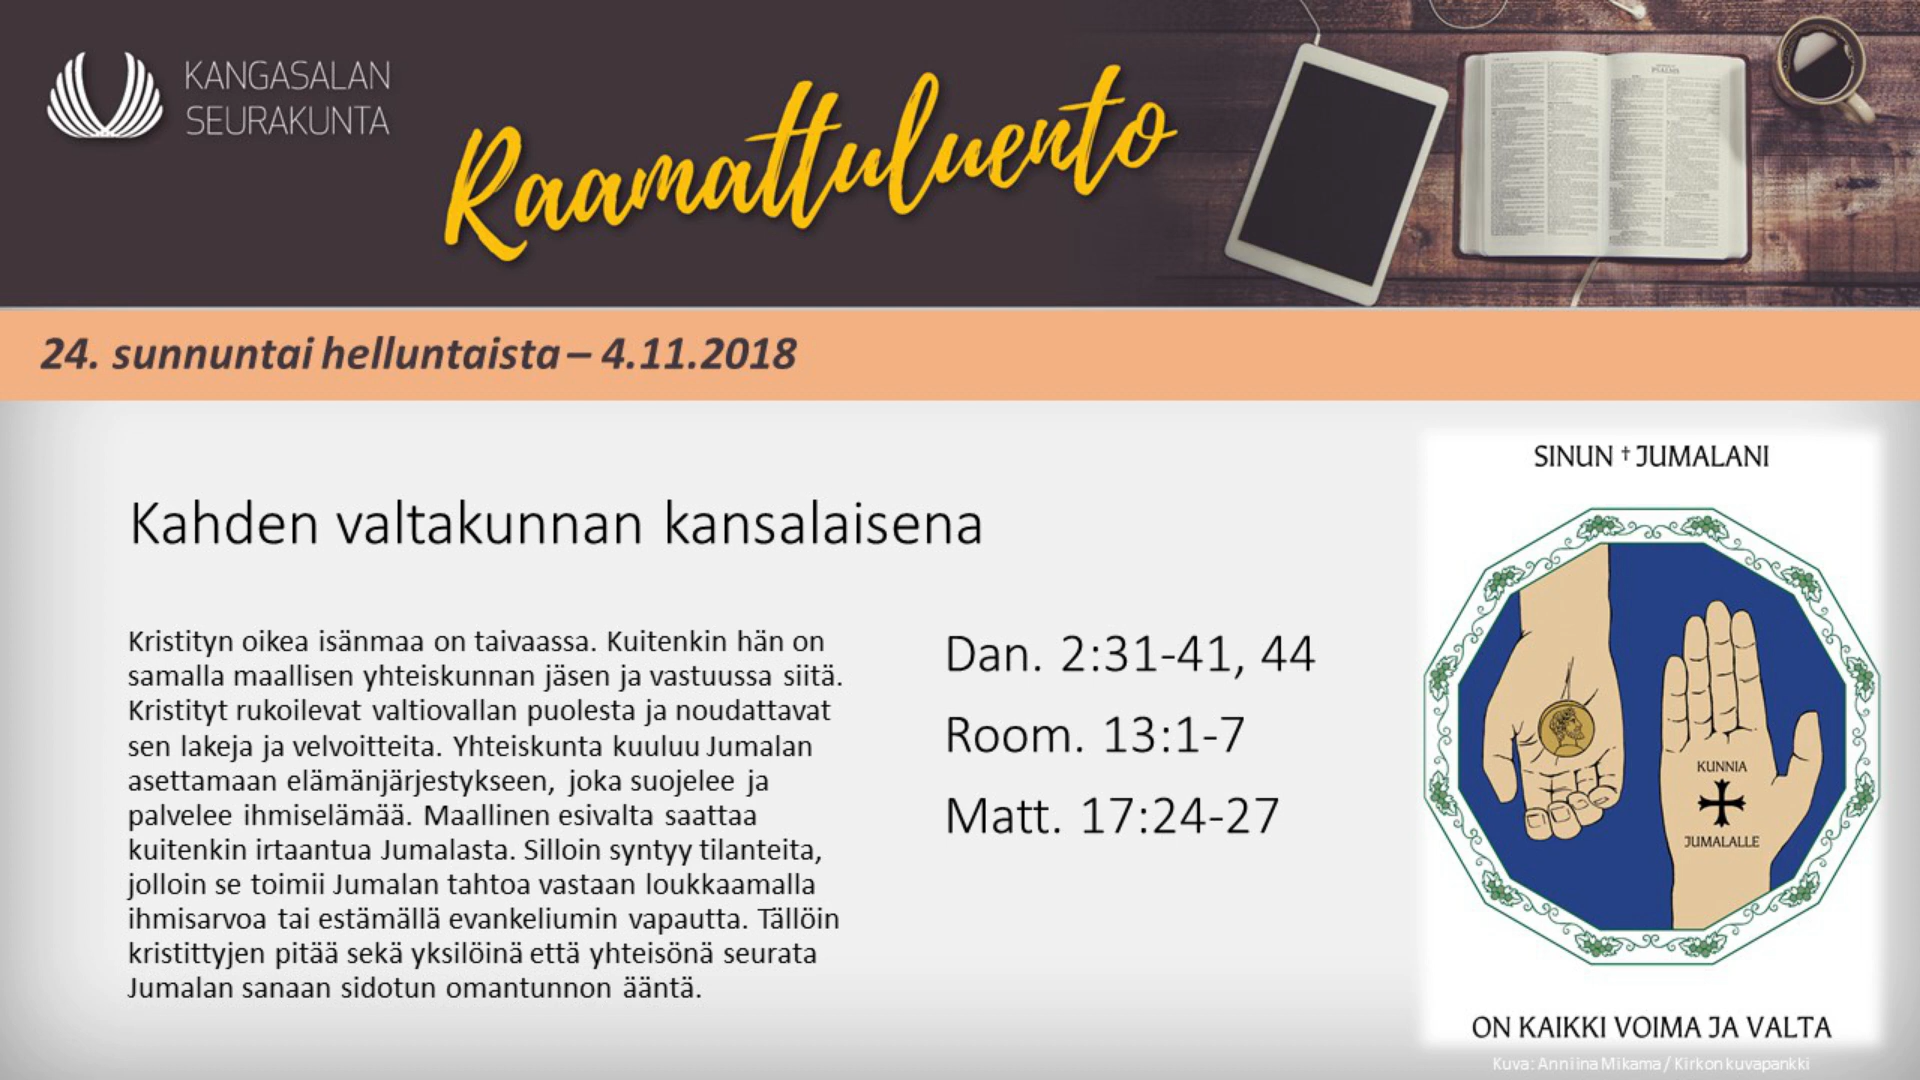 KANGASALAN
SEURAKUNTA
Raamattuluento
PSALMS
24. sunnuntai helluntaista – 4.11.2018
Kahden valtakunnan kansalaisena
Kristityn oikea isänmaa on taivaassa. Kuitenkin hän on
samalla maallisen yhteiskunnan jäsen ja vastuussa siitä.
Kristityt rukoilevat valtiovallan puolesta ja noudattavat
sen lakeja ja velvoitteita. Yhteiskunta kuuluu Jumalan
asettamaan elämänjärjestykseen, joka suojelee ja
palvelee ihmiselämää. Maallinen esivalta saattaa
kuitenkin irtaantua Jumalasta. Silloin syntyy tilanteita,
jolloin se toimii Jumalan tahtoa vastaan loukkaamalla
ihmisarvoa tai estämällä evankeliumin vapautta. Tällöin
kristittyjen pitää sekä yksilöinä että yhteisönä seurata
Jumalan sanaan sidotun omantunnon ääntä.
Dan. 2:31-41, 44
Room. 13:1-7
Matt. 17:24-27
SINUN † JUMALANI
KUNNIA
JUMALALLE
ON KAIKKI VOIMA JA VALTA
Kuva: Anniina Mikama / Kirkon kuvapankki